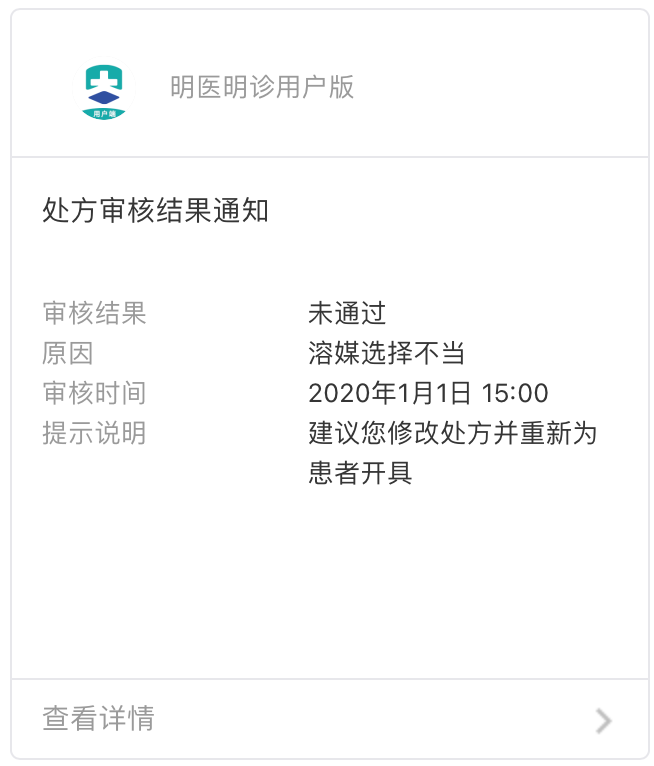 用户端
明医明诊用户版
处方审核结果通知
审核结果 未通过
原因 溶媒选择不当
审核时间 2020年1月1日 15:00
提示说明 建议您修改处方并重新为
患者开具
查看详情